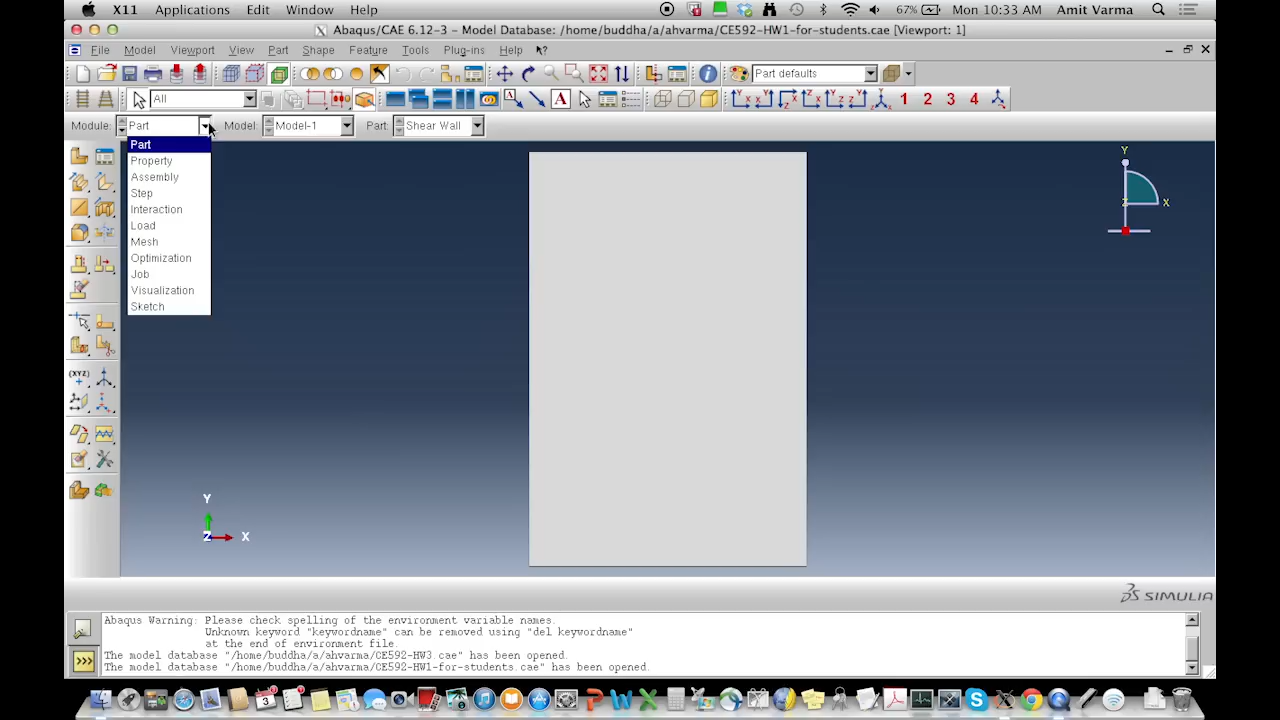 X11 Applications Edit Window Help 67% Mon 10:33 AM Amit Varma
Abaqus/CAE 6.12-3 - Model Database: /home/buddha/a/ahvarma/CE592-HW1-for-students.cae [Viewport: 1]
File Model Viewport View Part Shape Feature Tools Plug-ins Help
Part defaults
All
A
1 2 3 4
Module: Part Model: Model-1 Part: Shear Wall
Part
Property
Assembly
Step
Interaction
Load
Mesh
Optimization
Job
Visualization
Sketch
Y
Z X
(XYZ)
Y
Z X
SIMULIA
Abaqus Warning: Please check spelling of the environment variable names.
Unknown keyword "keywordname" can be removed using "del keywordname"
at the end of environment file.
The model database "/home/buddha/a/ahvarma/CE592-HW3.cae" has been opened.
The model database "/home/buddha/a/ahvarma/CE592-HW1-for-students.cae" has been opened.
>>>